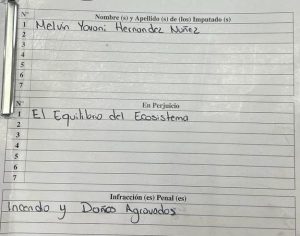 N° Nombre (s) y Apellido (s) de (los) Imputado (s)
1 Melvin Yovani Hernandez Nuñez
2
3
4
5
6
7
N° En Perjuicio
1 El Equilibrio del Ecosistema
2
3
4
5
6
7
Infracción (es) Penal (es)
Incendio y Daños Agravados